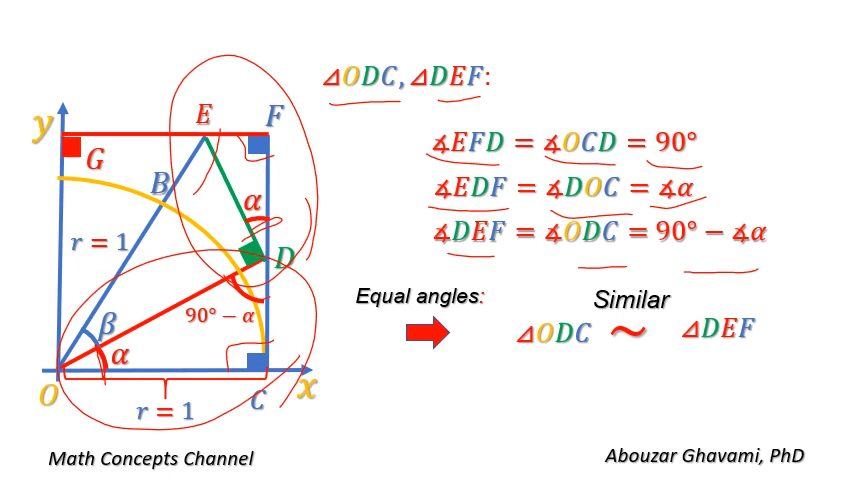 ⊿ODC, ⊿DEF:
∡EFD = ∡OCD = 90°
∡EDF = ∡DOC = ∡α
∡DEF = ∡ODC = 90° − ∡α
Equal angles:
Similar
⊿ODC ~ ⊿DEF
y
E
F
G
B
α
r = 1
D
β
90° − α
α
O
C
x
r = 1
Math Concepts Channel
Abouzar Ghavami, PhD